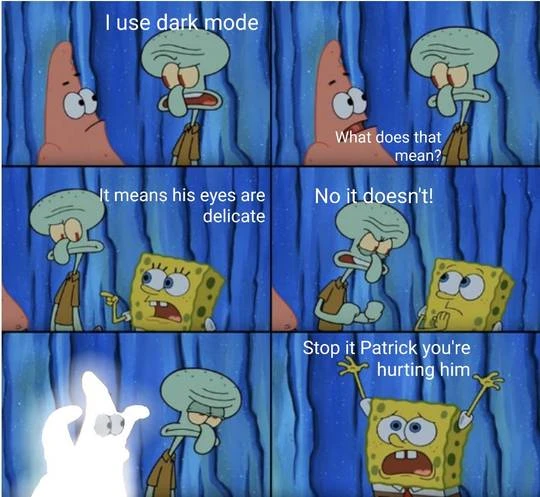 I use dark mode
What does that
mean?
It means his eyes are
delicate
No it doesn't!
Stop it Patrick you're
hurting him